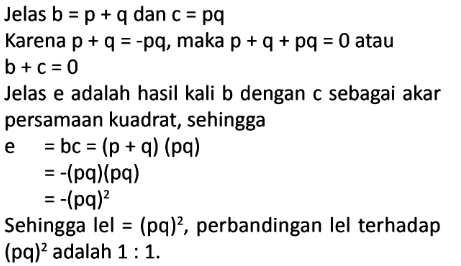 Jelas b = p + q dan c = pq
Karena p + q = -pq, maka p + q + pq = 0 atau
b + c = 0
Jelas e adalah hasil kali b dengan c sebagai akar
persamaan kuadrat, sehingga
e = bc = (p + q) (pq)
= -(pq)(pq)
= -(pq)²
Sehingga lel = (pq)², perbandingan lel terhadap
(pq)² adalah 1 : 1.